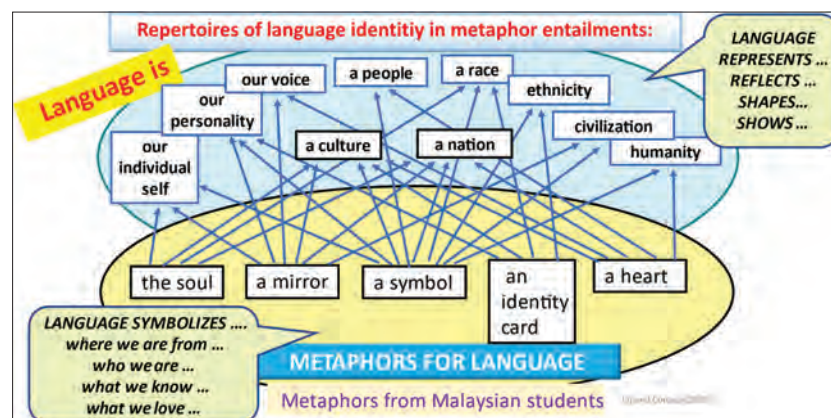 Repertoires of language identitiy in metaphor entailments:
Language is
LANGUAGE
REPRESENTS ...
REFLECTS ...
SHAPES...
SHOWS ...
our voice
a people
a race
ethnicity
our
personality
civilization
a culture
a nation
humanity
our
individual
self
the soul
a mirror
a symbol
an
identity
card
a heart
LANGUAGE SYMBOLIZES ....
where we are from ...
who we are ...
what we know ...
what we love ...
METAPHORS FOR LANGUAGE
Metaphors from Malaysian students